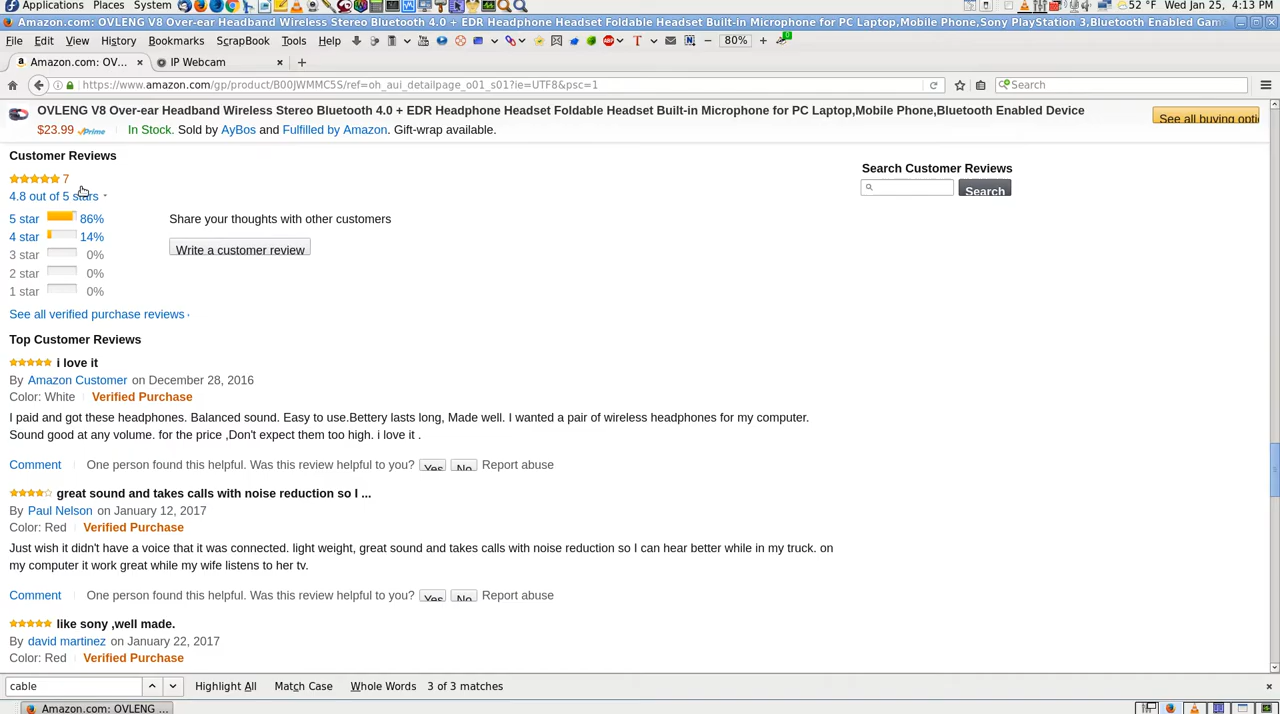 Applications Places System 52 °F Wed Jan 25, 4:13 PM
Amazon.com: OVLENG V8 Over-ear Headband Wireless Stereo Bluetooth 4.0 + EDR Headphone Headset Foldable Headset Built-in Microphone for PC Laptop,Mobile Phone,Sony PlayStation 3,Bluetooth Enabled Gam
File Edit View History Bookmarks ScrapBook Tools Help 80%
Amazon.com: OV... × IP Webcam × +
https://www.amazon.com/gp/product/B00JWMMC5S/ref=oh_aui_detailpage_o01_s01?ie=UTF8&psc=1 Search
OVLENG V8 Over-ear Headband Wireless Stereo Bluetooth 4.0 + EDR Headphone Headset Foldable Headset Built-in Microphone for PC Laptop,Mobile Phone,Bluetooth Enabled Device
See all buying opti
$23.99 Prime In Stock. Sold by AyBos and Fulfilled by Amazon. Gift-wrap available.
Customer Reviews
Search Customer Reviews
7
Search
4.8 out of 5 stars
5 star 86%
Share your thoughts with other customers
4 star 14%
Write a customer review
3 star 0%
2 star 0%
1 star 0%
See all verified purchase reviews
Top Customer Reviews
i love it
By Amazon Customer on December 28, 2016
Color: White Verified Purchase
I paid and got these headphones. Balanced sound. Easy to use.Bettery lasts long, Made well. I wanted a pair of wireless headphones for my computer.
Sound good at any volume. for the price ,Don't expect them too high. i love it .
Comment One person found this helpful. Was this review helpful to you? Yes No Report abuse
great sound and takes calls with noise reduction so I ...
By Paul Nelson on January 12, 2017
Color: Red Verified Purchase
Just wish it didn't have a voice that it was connected. light weight, great sound and takes calls with noise reduction so I can hear better while in my truck. on
my computer it work great while my wife listens to her tv.
Comment One person found this helpful. Was this review helpful to you? Yes No Report abuse
like sony ,well made.
By david martinez on January 22, 2017
Color: Red Verified Purchase
cable Highlight All Match Case Whole Words 3 of 3 matches
Amazon.com: OVLENG ...